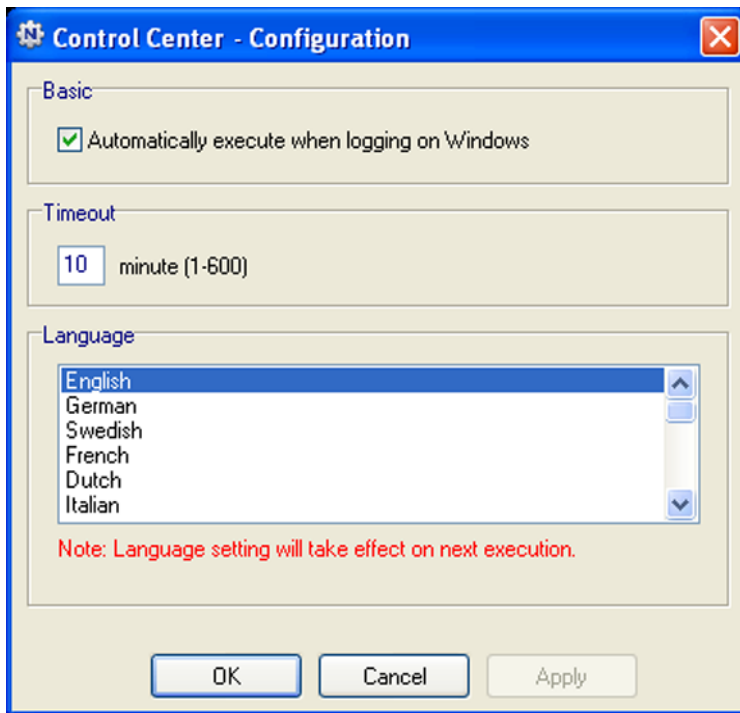 Control Center - Configuration
Basic
Automatically execute when logging on Windows
Timeout
10 minute (1-600)
Language
English
German
Swedish
French
Dutch
Italian
Note: Language setting will take effect on next execution.
OK Cancel Apply